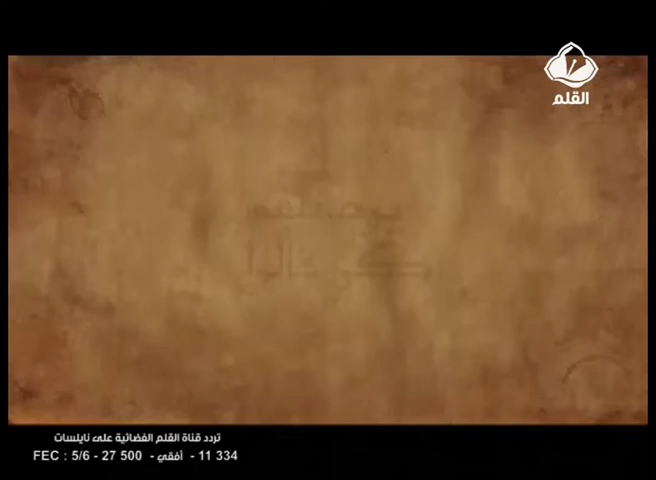 القلم
تردد قناة القلم الفضائية على نايلسات
11 334 - أفقي - 27 500 - FEC : 5/6